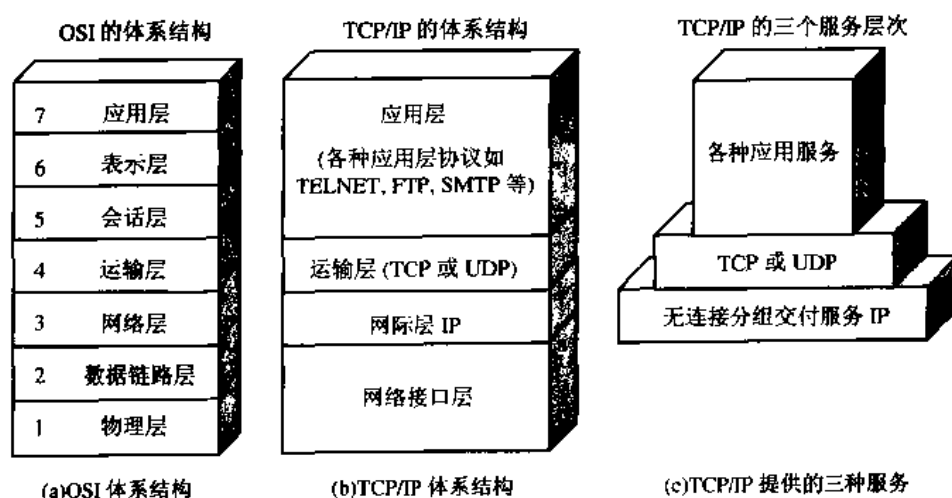 OSI 的体系结构
7 应用层
6 表示层
5 会话层
4 运输层
3 网络层
2 数据链路层
1 物理层
(a)OSI 体系结构
TCP/IP 的体系结构
应用层
(各种应用层协议如
TELNET, FTP, SMTP 等)
运输层 (TCP 或 UDP)
网际层 IP
网络接口层
(b)TCP/IP 体系结构
TCP/IP 的三个服务层次
各种应用服务
TCP 或 UDP
无连接分组交付服务 IP
(c)TCP/IP 提供的三种服务